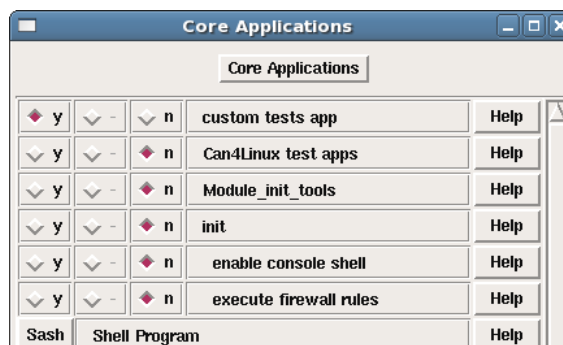 Core Applications
Core Applications
y - n custom tests app Help
y - n Can4Linux test apps Help
y - n Module_init_tools Help
y - n init Help
y - n enable console shell Help
y - n execute firewall rules Help
Sash Shell Program Help